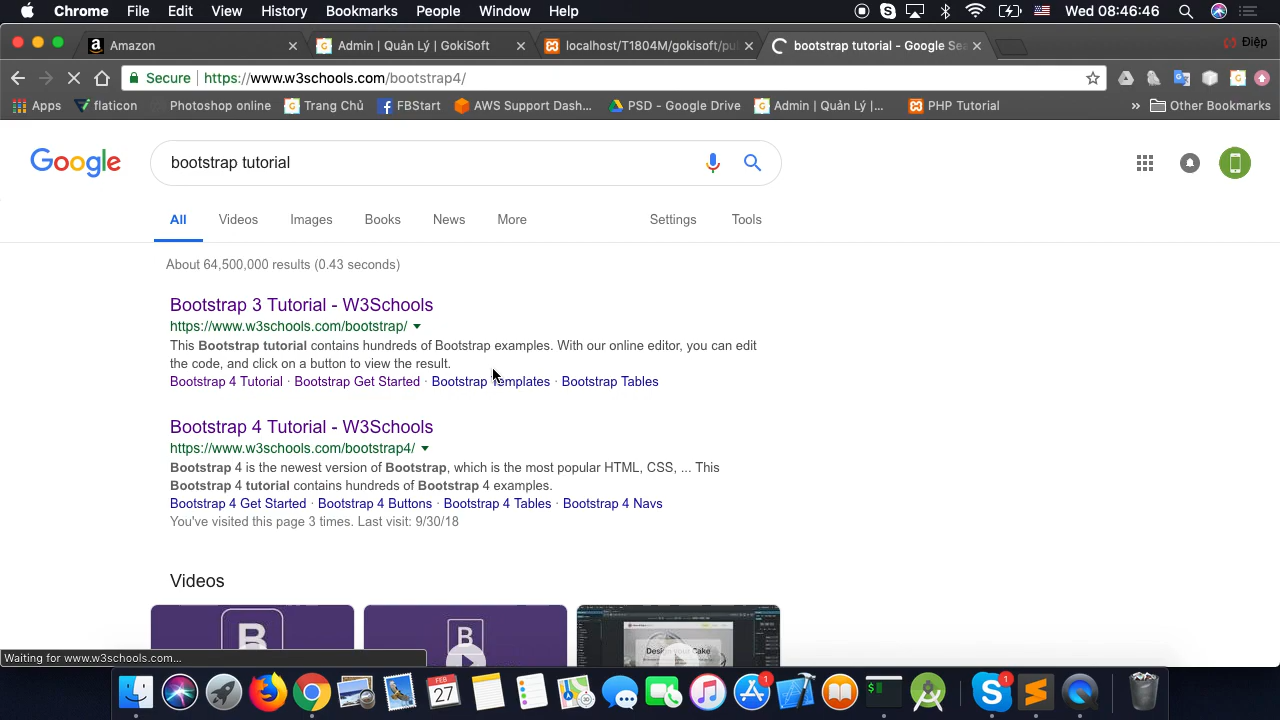 Chrome File Edit View History Bookmarks People Window Help Wed 08:46:46
Amazon
Admin | Quản Lý | GokiSoft
localhost/T1804M/gokisoft/pu
bootstrap tutorial - Google Sea
Điệp
Secure https://www.w3schools.com/bootstrap4/
Apps flaticon Photoshop online Trang Chủ FBStart AWS Support Dash... PSD - Google Drive Admin | Quản Lý |... PHP Tutorial » Other Bookmarks
Google
bootstrap tutorial
All Videos Images Books News More Settings Tools
About 64,500,000 results (0.43 seconds)
Bootstrap 3 Tutorial - W3Schools
https://www.w3schools.com/bootstrap/
This Bootstrap tutorial contains hundreds of Bootstrap examples. With our online editor, you can edit
the code, and click on a button to view the result.
Bootstrap 4 Tutorial · Bootstrap Get Started · Bootstrap Templates · Bootstrap Tables
Bootstrap 4 Tutorial - W3Schools
https://www.w3schools.com/bootstrap4/
Bootstrap 4 is the newest version of Bootstrap, which is the most popular HTML, CSS, ... This
Bootstrap 4 tutorial contains hundreds of Bootstrap 4 examples.
Bootstrap 4 Get Started · Bootstrap 4 Buttons · Bootstrap 4 Tables · Bootstrap 4 Navs
You've visited this page 3 times. Last visit: 9/30/18
Videos
B
B
Design your Cake
Waiting for www.w3schools.com...
FEB
27
1
1